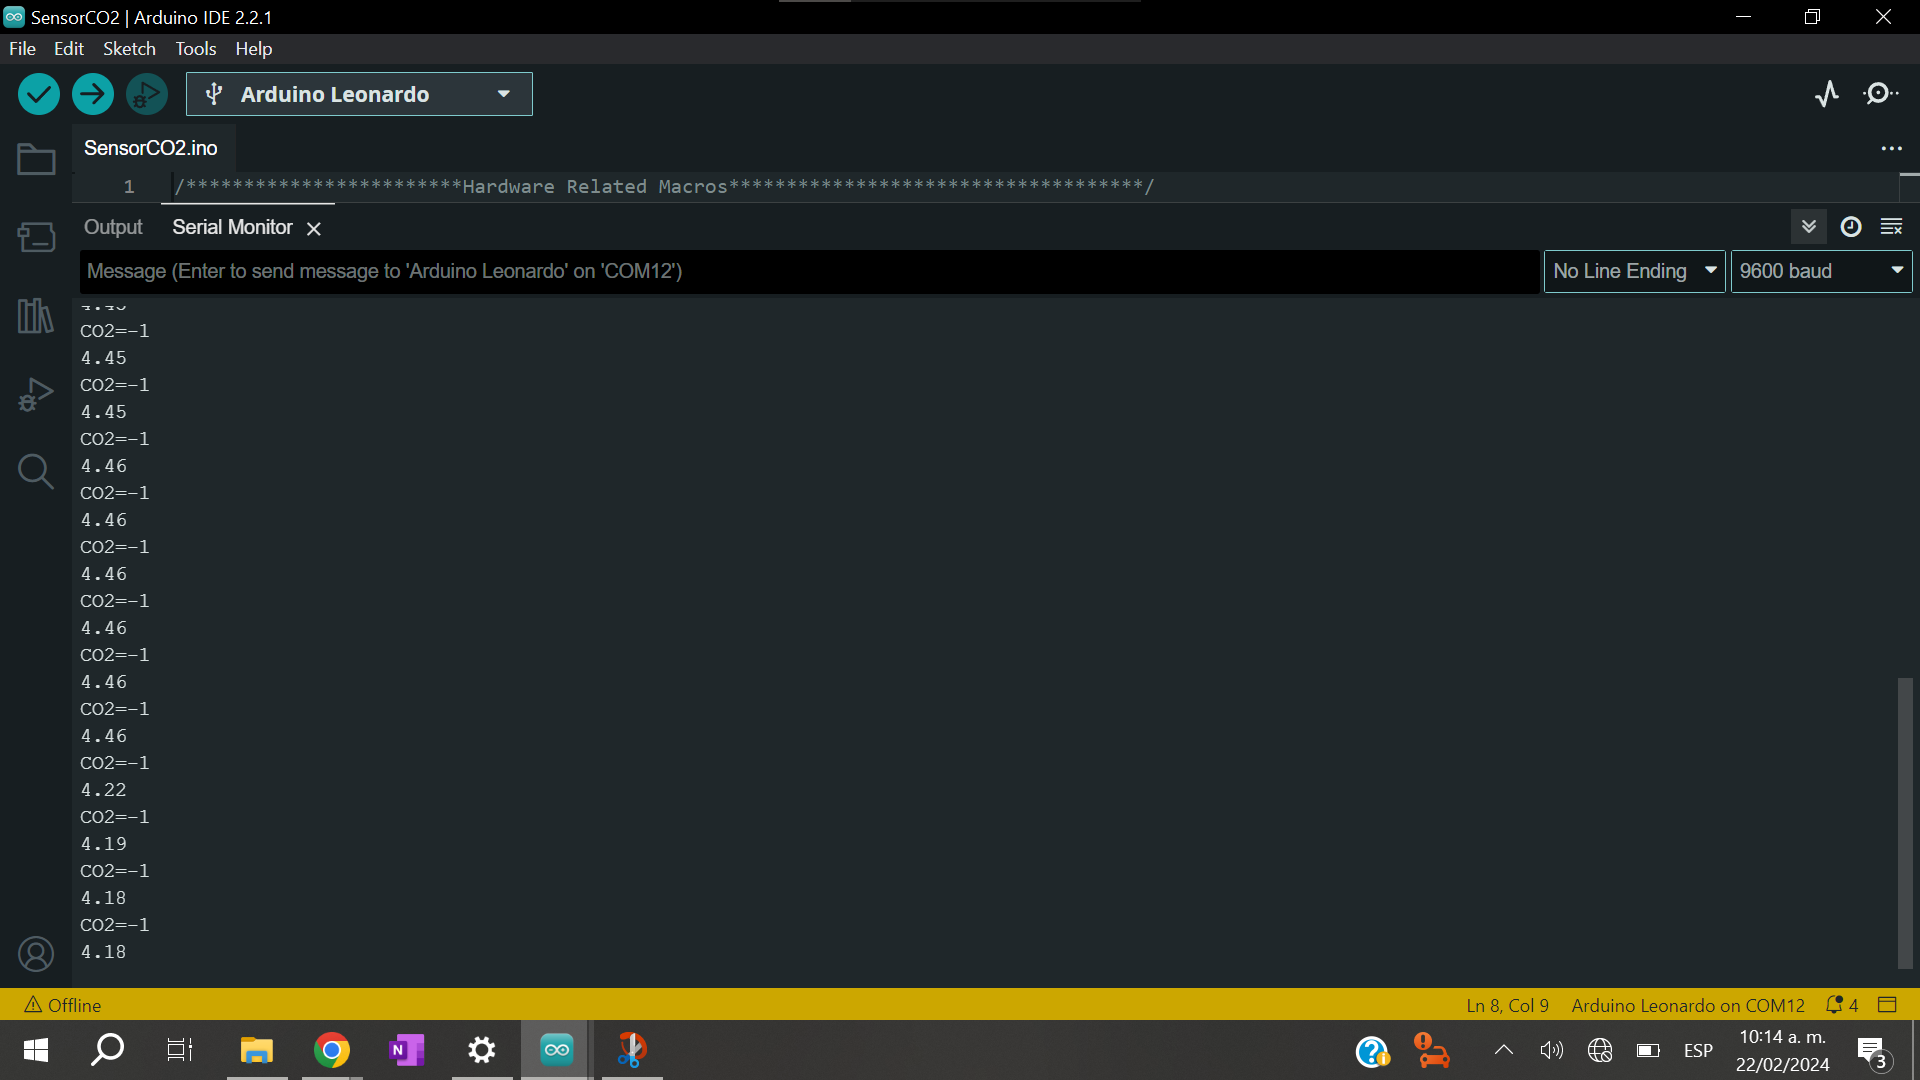 SensorCO2 | Arduino IDE 2.2.1
File Edit Sketch Tools Help
Arduino Leonardo
SensorCO2.ino
1 /************************Hardware Related Macros************************************/
Output Serial Monitor
Message (Enter to send message to 'Arduino Leonardo' on 'COM12')
No Line Ending
9600 baud
CO2=-1
4.45
CO2=-1
4.45
CO2=-1
4.46
CO2=-1
4.46
CO2=-1
4.46
CO2=-1
4.46
CO2=-1
4.46
CO2=-1
4.46
CO2=-1
4.22
CO2=-1
4.19
CO2=-1
4.18
CO2=-1
4.18
Offline
Ln 8, Col 9 Arduino Leonardo on COM12 4
N
ESP
10:14 a. m.
22/02/2024
3